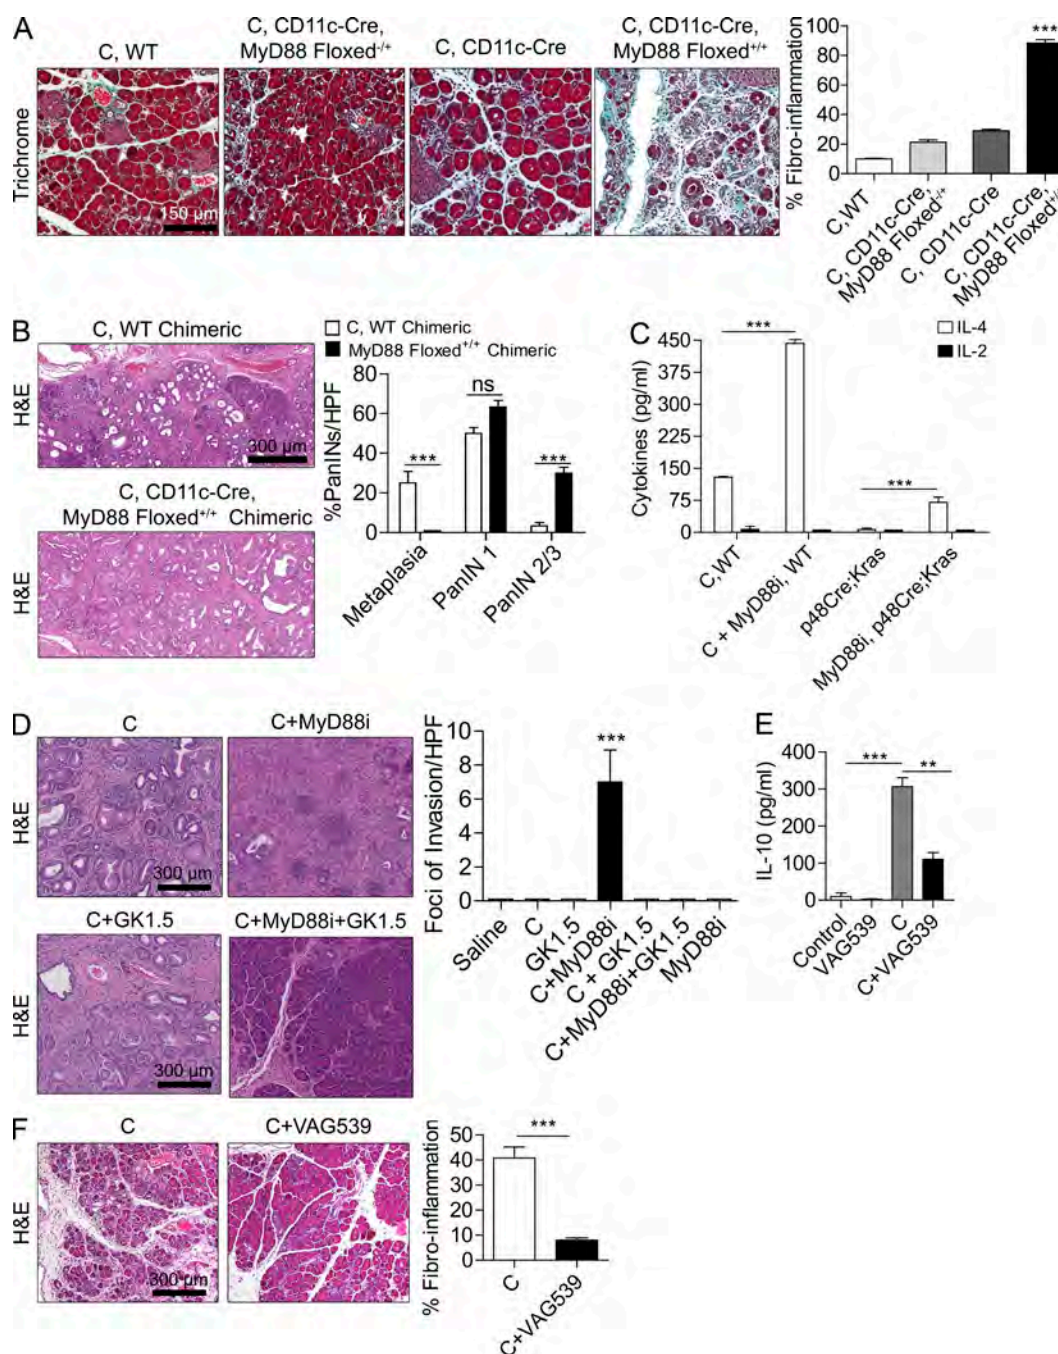 A
C, WT
C, CD11c-Cre,
MyD88 Floxed-/+
C, CD11c-Cre
C, CD11c-Cre,
MyD88 Floxed+/+
Trichrome
150 µm
% Fibro-inflammation
100
80
60
40
20
0
***
C, WT
C, CD11c-Cre,
MyD88 Floxed-/+
C, CD11c-Cre
C, CD11c-Cre,
MyD88 Floxed+/+
B
C, WT Chimeric
H&E
300 µm
C, CD11c-Cre,
MyD88 Floxed+/+ Chimeric
H&E
C, WT Chimeric
MyD88 Floxed+/+ Chimeric
%PanINs/HPF
80
60
40
20
0
***
ns
***
Metaplasia
PanIN 1
PanIN 2/3
C
IL-4
IL-2
Cytokines (pg/ml)
450
375
300
225
150
75
0
***
***
C,WT
C + MyD88i, WT
p48Cre;Kras
MyD88i, p48Cre;Kras
D
C
C+MyD88i
H&E
300 µm
C+GK1.5
C+MyD88i+GK1.5
H&E
300 µm
Foci of Invasion/HPF
10
8
6
4
2
0
***
Saline
C
GK1.5
C+MyD88i
C+ GK1.5
C+MyD88i+GK1.5
MyD88i
E
IL-10 (pg/ml)
400
300
200
100
0
***
**
Control
VAG539
C
C+VAG539
F
C
C+VAG539
H&E
300 µm
% Fibro-inflammation
50
40
30
20
10
0
***
C
C+VAG539